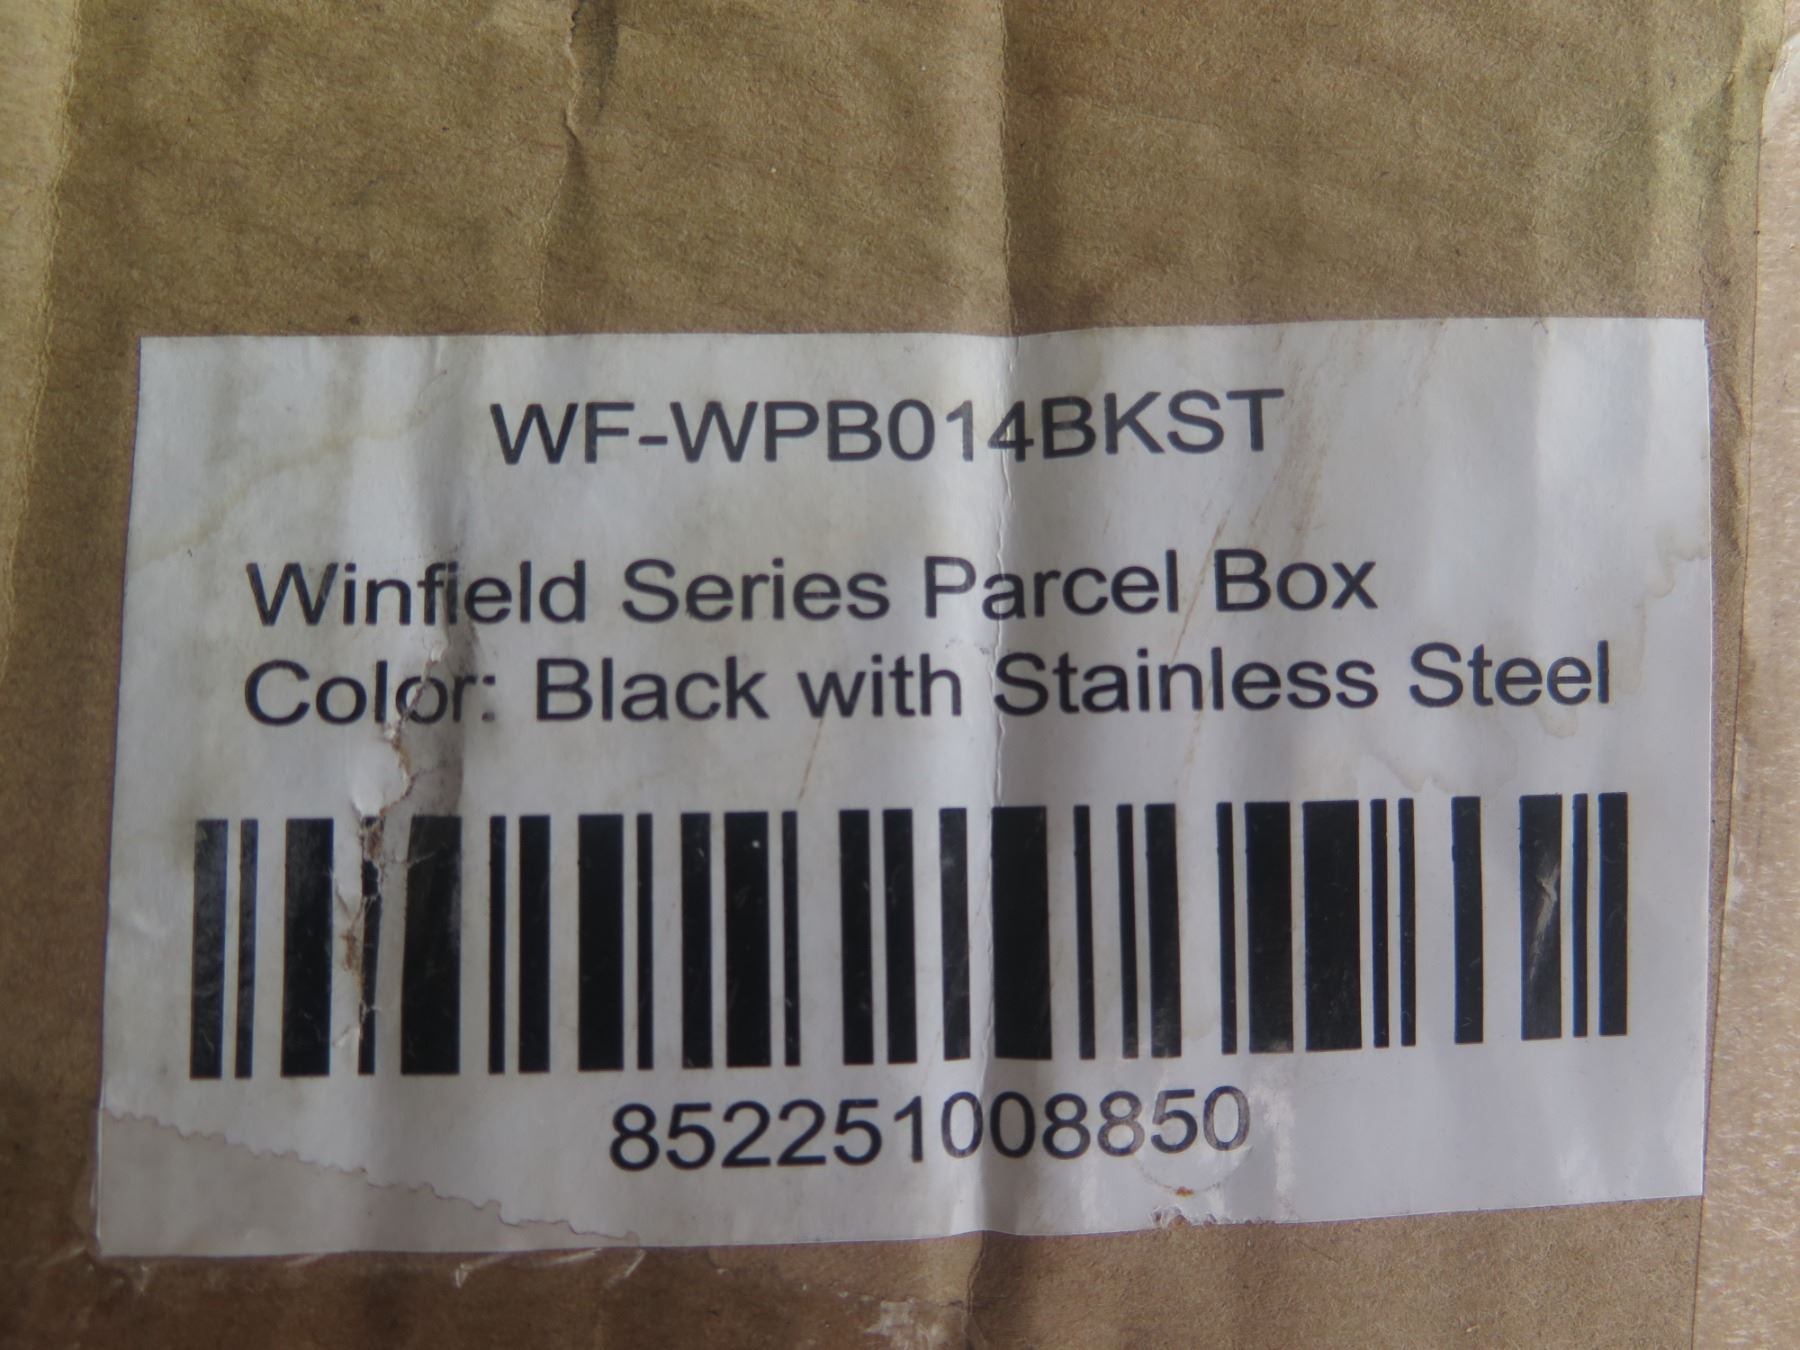 WF-WPB014BKST
Winfield Series Parcel Box
Color: Black with Stainless Steel
852251008850